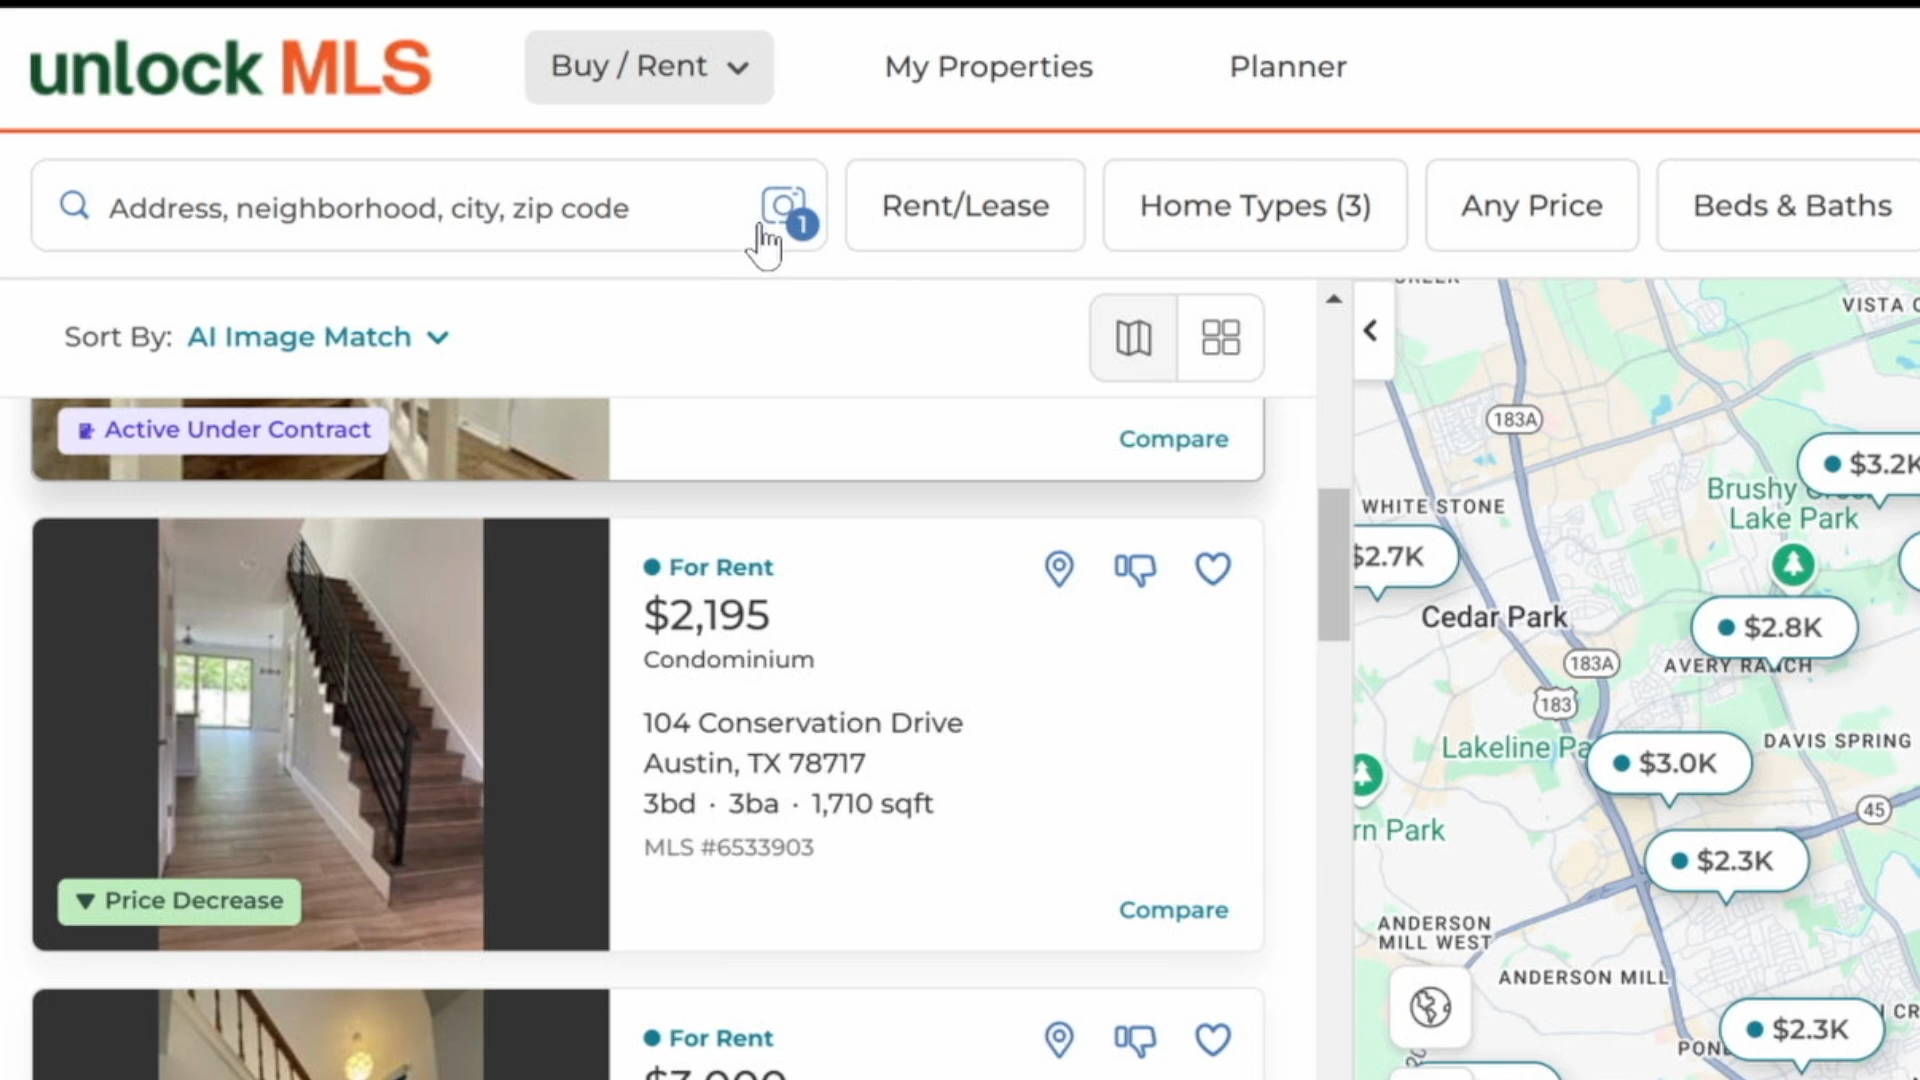 unlock MLS
Buy / Rent
My Properties
Planner
Address, neighborhood, city, zip code
1
Rent/Lease
Home Types (3)
Any Price
Beds & Baths
Sort By: AI Image Match
Active Under Contract
Compare
For Rent
$2,195
Condominium
104 Conservation Drive
Austin, TX 78717
3bd · 3ba · 1,710 sqft
MLS #6533903
Price Decrease
Compare
For Rent
VISTA
183A
$3.2K
Brushy
Lake Park
WHITE STONE
$2.7K
Cedar Park
$2.8K
183A
AVERY RANCH
183
Lakeline
DAVIS SPRING
$3.0K
45
Park
$2.3K
ANDERSON
MILL WEST
ANDERSON MILL
$2.3K